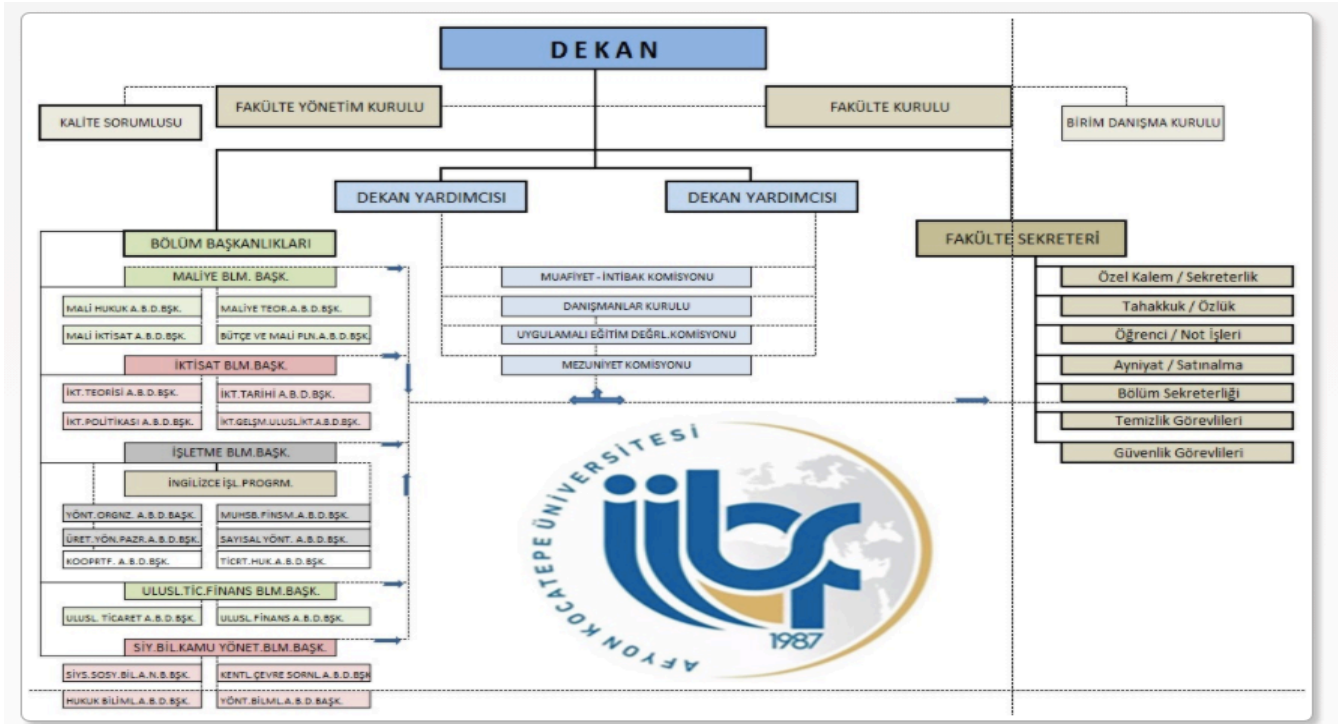 DEKAN
FAKÜLTE YÖNETİM KURULU
FAKÜLTE KURULU
KALİTE SORUMLUSU
BİRİM DANIŞMA KURULU
DEKAN YARDIMCISI
DEKAN YARDIMCISI
BÖLÜM BAŞKANLIKLARI
FAKÜLTE SEKRETERİ
MALİYE BLM. BAŞK.
MALİ HUKUK A.B.D.BŞK.
MALİYE TEOR.A.B.D.BŞK.
MALİ İKTİSAT A.B.D.BŞK.
BÜTÇE VE MALİ PLN.A.B.D.BŞK.
İKTİSAT BLM.BAŞK.
İKT.TEORİSİ A.B.D.BŞK.
İKT.TARİHİ A.B.D.BŞK.
İKT.POLİTİKASI A.B.D.BŞK.
İKT.GELŞM.ULUSL.İKT.A.B.D.BŞK
İŞLETME BLM.BAŞK.
İNGİLİZCE İŞL.PROGRM.
YÖNT.ORGNZ. A.B.D.BAŞK.
MUHSB.FİNSM.A.B.D.BŞK.
ÜRET.YÖN.PAZR.A.B.D.BŞK.
SAYISAL YÖNT. A.B.D.BŞK.
KOOPRTF. A.B.D.BŞK.
TİCRT.HUK.A.B.D.BŞK.
ULUSL.TİC.FİNANS BLM.BAŞK.
ULUSL. TİCARET A.B.D.BŞK.
ULUSL. FİNANS A.B.D.BŞK.
SİY.BİL.KAMU YÖNET.BLM.BAŞK.
SİYS.SOSY.BİL.A.N.B.BŞK.
KENTL.ÇEVRE SORNL.A.B.D.BŞK
HUKUK BİLİML.A.B.D.BŞK.
YÖNT.BİLML.A.B.D.BAŞK.
MUAFİYET - İNTİBAK KOMİSYONU
DANIŞMANLAR KURULU
UYGULAMALI EĞİTİM DEĞRL.KOMİSYONU
MEZUNİYET KOMİSYONU
Özel Kalem / Sekreterlik
Tahakkuk / Özlük
Öğrenci / Not İşleri
Ayniyat / Satınalma
Bölüm Sekreterliği
Temizlik Görevlileri
Güvenlik Görevlileri
AFYON KOCATEPE ÜNİVERSİTESİ
iibf
1987